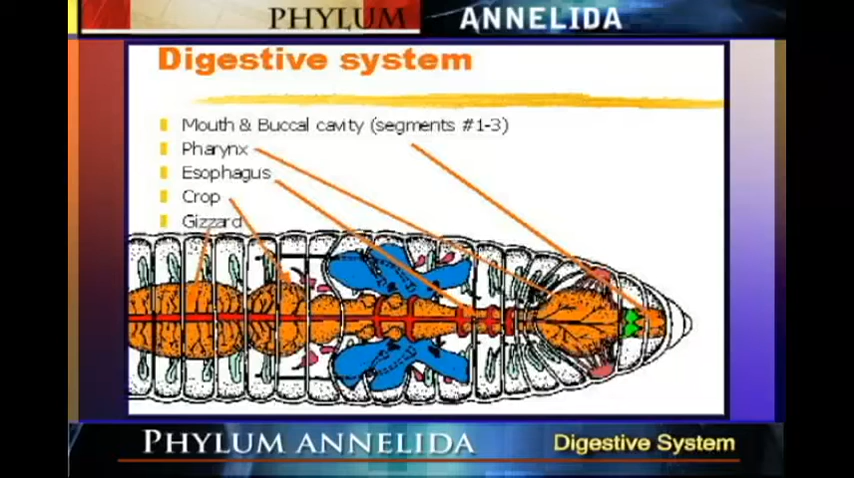 PHYLUM ANNELIDA
Digestive system
Mouth & Buccal cavity (segments #1-3)
Pharynx
Esophagus
Crop
Gizzard
PHYLUM ANNELIDA
Digestive System